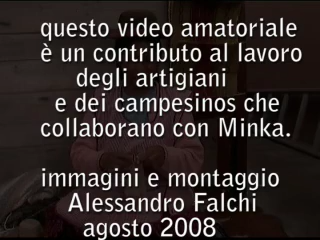 questo video amatoriale
è un contributo al lavoro
degli artigiani
e dei campesinos che
collaborano con Minka.
immagini e montaggio
Alessandro Falchi
agosto 2008